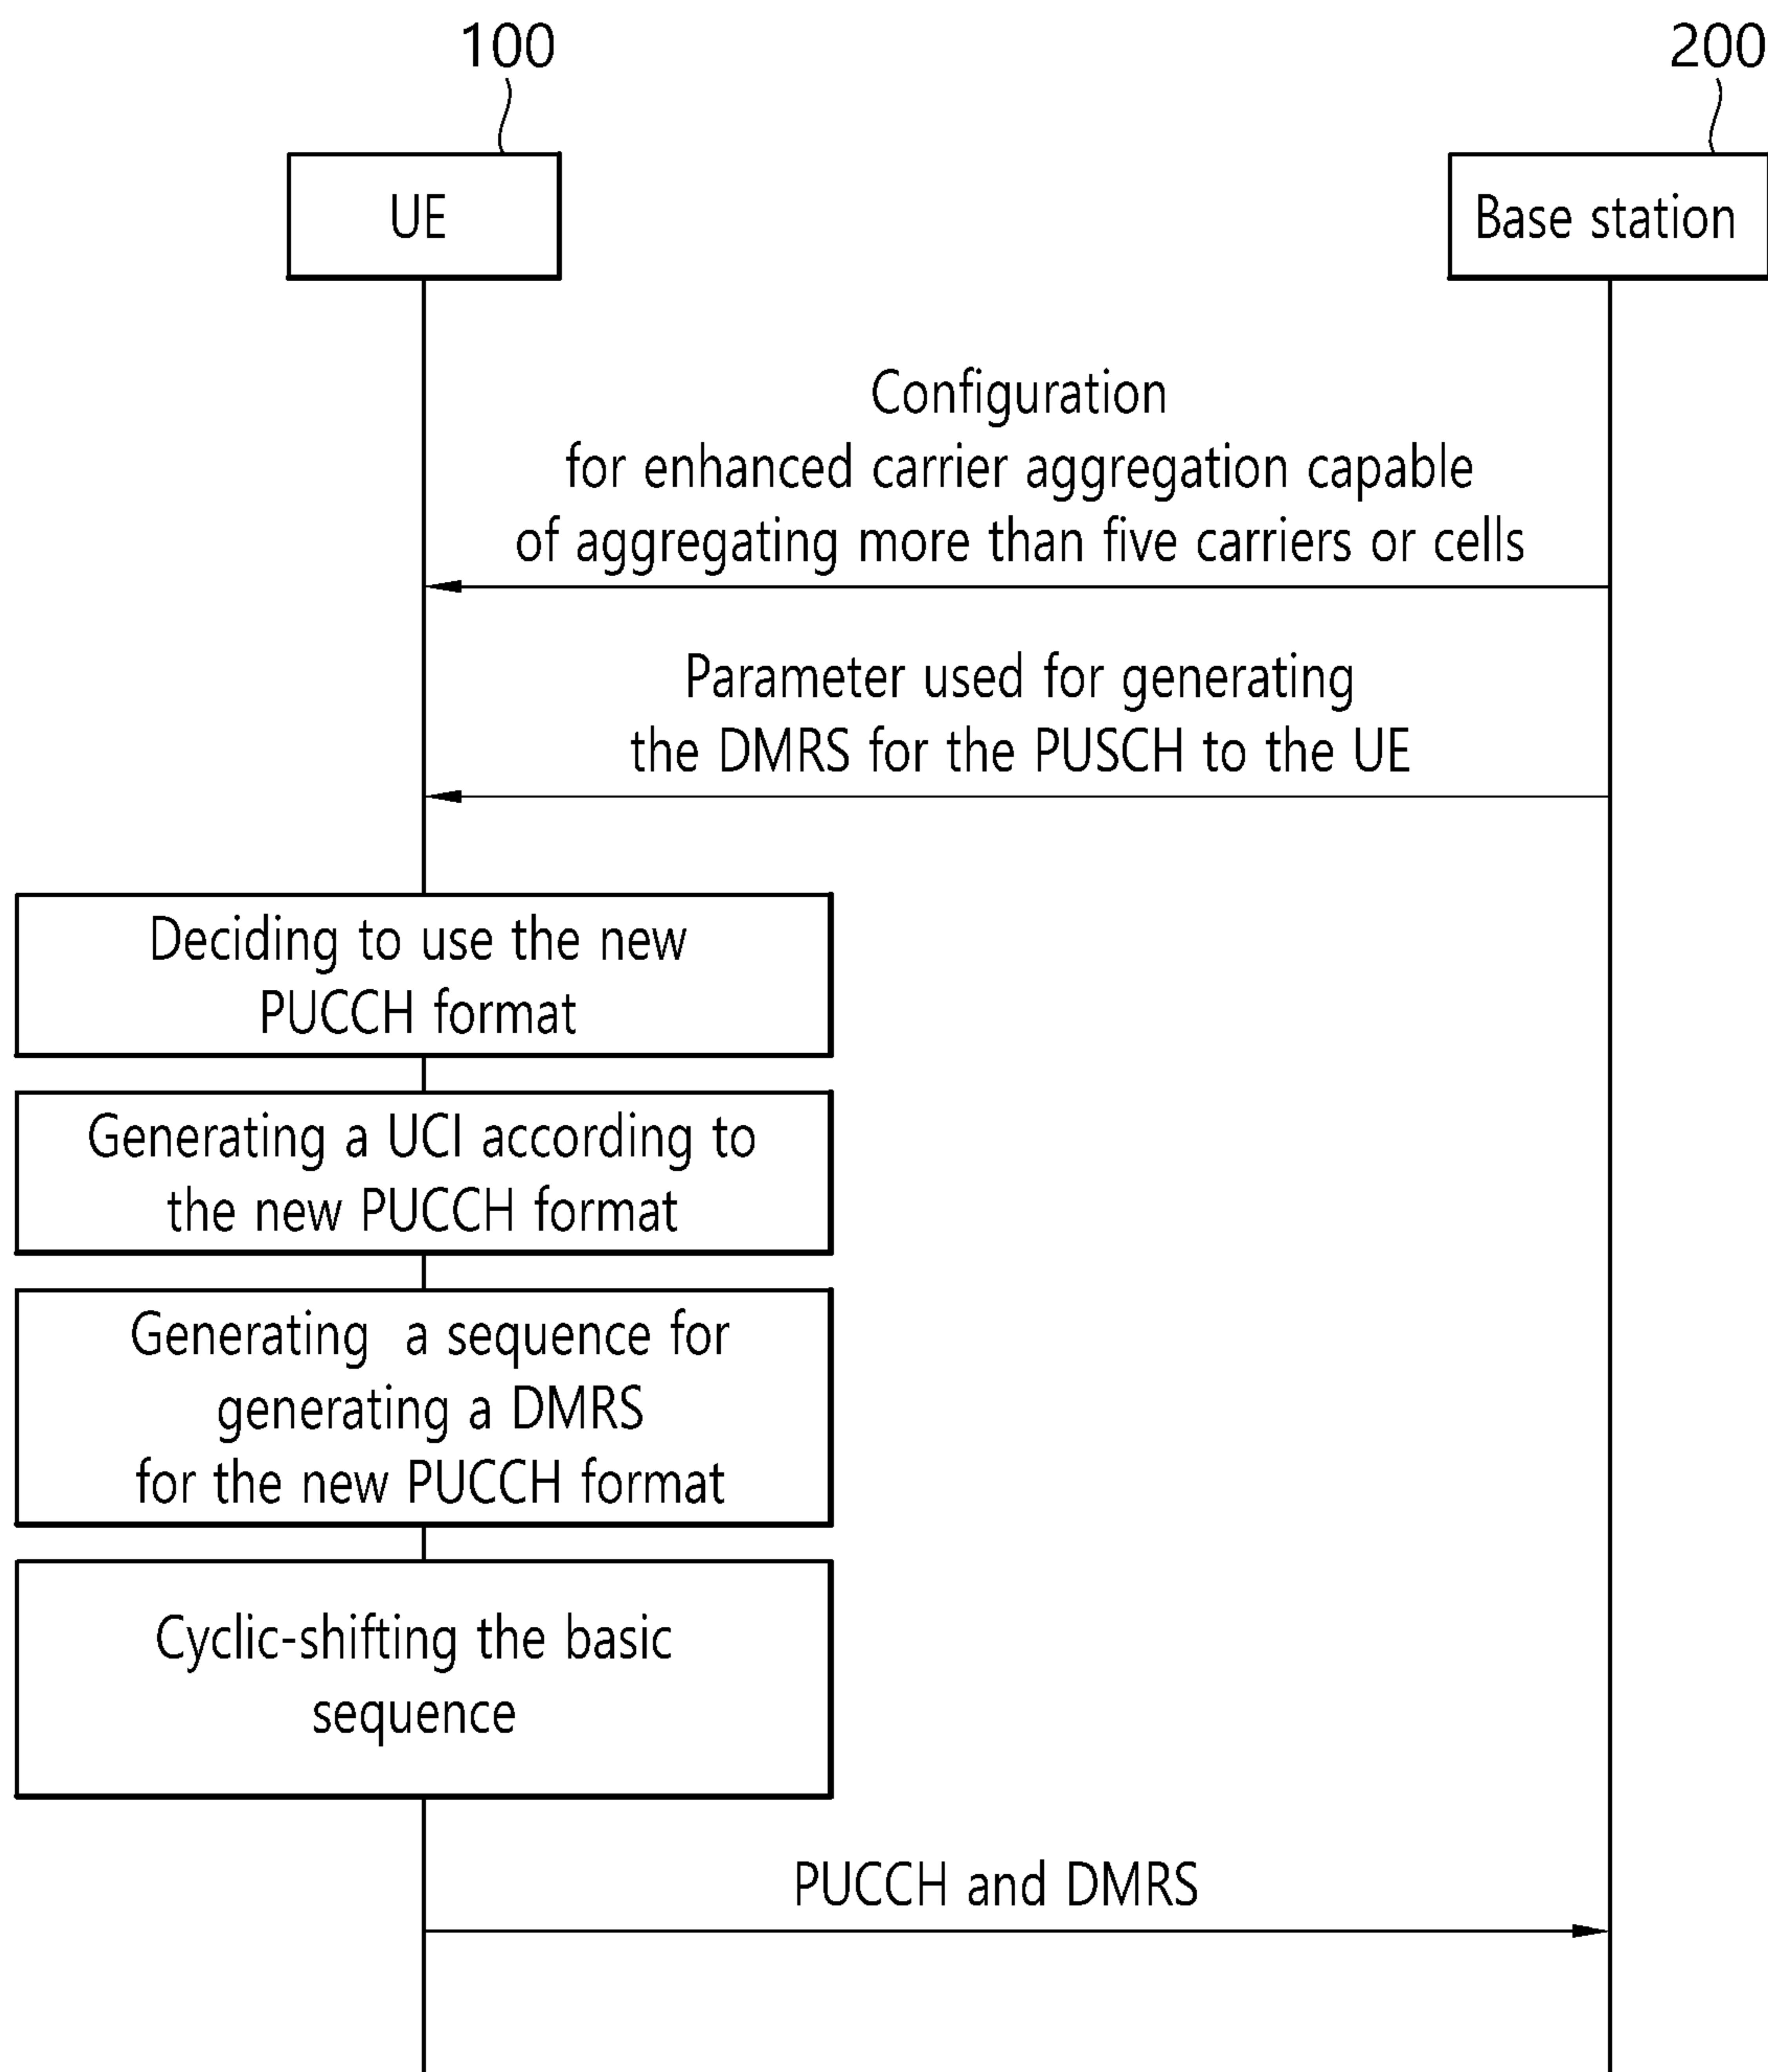 100
200
UE
Base station
Configuration
for enhanced carrier aggregation capable
of aggregating more than five carriers or cells
Parameter used for generating
the DMRS for the PUSCH to the UE
Deciding to use the new
PUCCH format
Generating a UCI according to
the new PUCCH format
Generating a sequence for
generating a DMRS
for the new PUCCH format
Cyclic-shifting the basic
sequence
PUCCH and DMRS